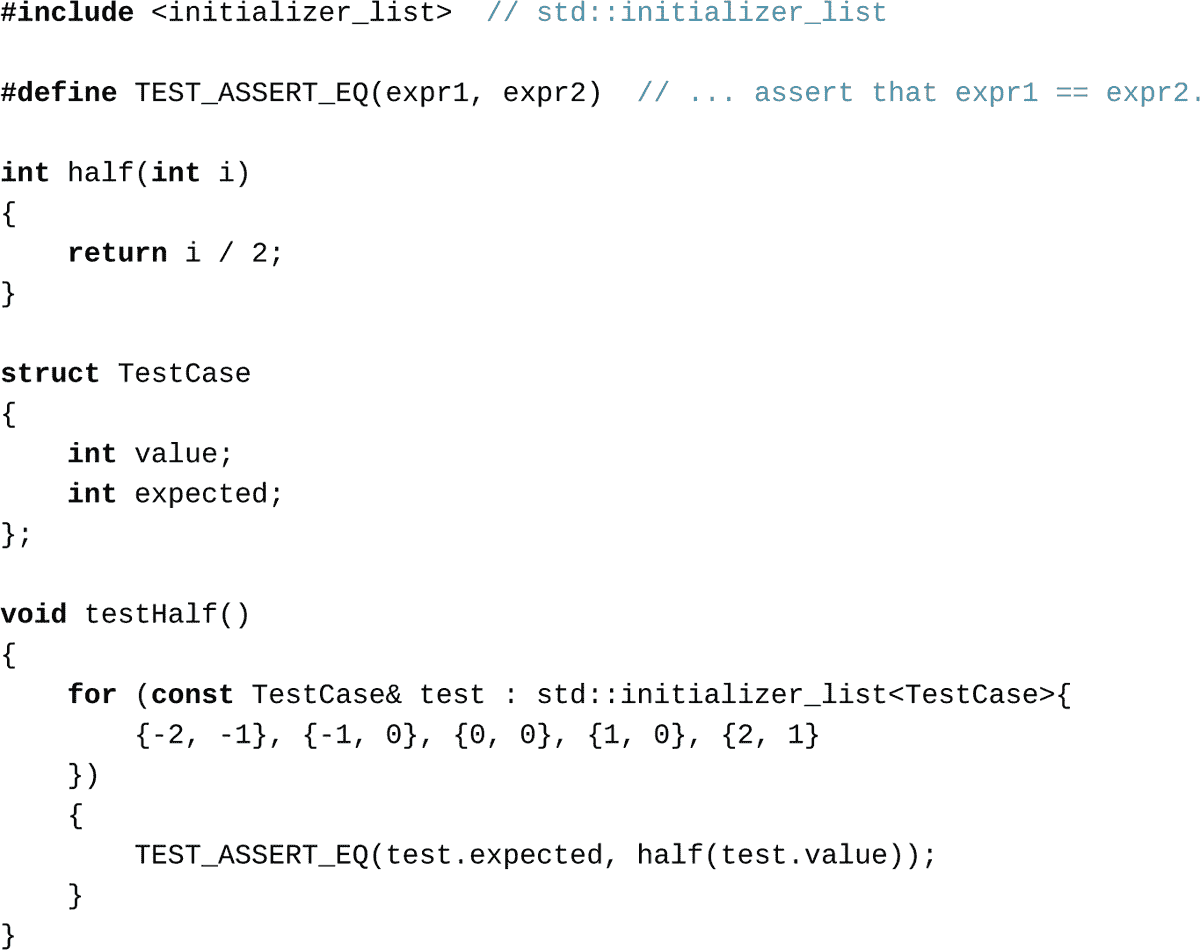 #include <initializer_list>  // std::initializer_list

#define TEST_ASSERT_EQ(expr1, expr2)  // ... assert that expr1 == expr2.

int half(int i)
{
    return i / 2;
}

struct TestCase
{
    int value;
    int expected;
};

void testHalf()
{
    for (const TestCase& test : std::initializer_list<TestCase>{
        {-2, -1}, {-1, 0}, {0, 0}, {1, 0}, {2, 1}
    })
    {
        TEST_ASSERT_EQ(test.expected, half(test.value));
    }
}